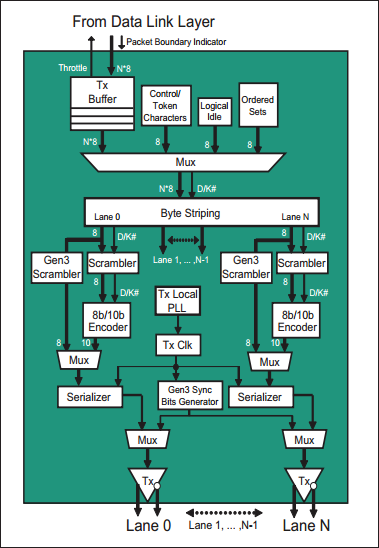 From Data Link Layer
Packet Boundary Indicator
Throttle
N*8
Tx
Buffer
Control/
Token
Characters
Logical
Idle
Ordered
Sets
N*8
8
8
8
Mux
N*8
D/K#
Byte Striping
Lane 0
Lane N
8
D/K#
8
D/K#
Lane 1, ... ,N-1
Gen3
Scrambler
Scrambler
Gen3
Scrambler
Scrambler
8
D/K#
8
D/K#
Tx Local
PLL
8b/10b
Encoder
8b/10b
Encoder
Tx Clk
8
10
8
10
Mux
Mux
Serializer
Gen3 Sync
Bits Generator
Serializer
Mux
Mux
Tx
Tx
Lane 0
Lane 1, ... ,N-1
Lane N